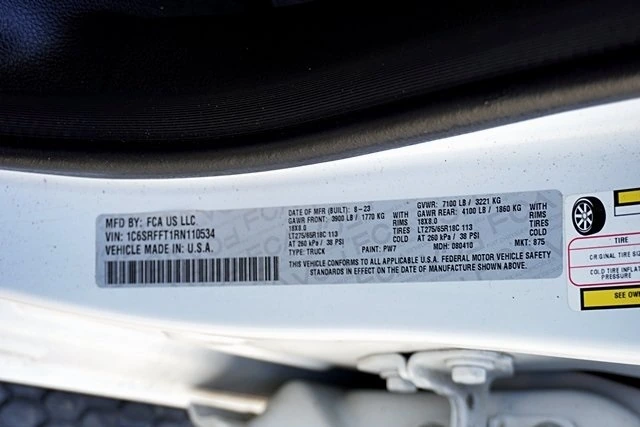 MFD BY: FCA US LLC
VIN: 1C6SRFFT1RN110534
VEHICLE MADE IN U.S.A.
DATE OF MFR (BUILT): 8-23
GAWR FRONT: 3900 LB / 1770 KG WITH
18X8.0 RIMS
LT275/65R18C 113 TIRES
AT 260 kPa / 38 PSI COLD
TYPE: TRUCK PAINT: PW7
GVWR: 7100 LB / 3221 KG
GAWR REAR: 4100 LB / 1860 KG WITH
18X8.0 RIMS
LT275/65R18C 113 TIRES
AT 260 kPa / 38 PSI COLD
MDH: 080410 MKT: 875
THIS VEHICLE CONFORMS TO ALL APPLICABLE U.S.A. FEDERAL MOTOR VEHICLE SAFETY
STANDARDS IN EFFECT ON THE DATE OF MANUFACTURE SHOWN ABOVE.
TIRE
ORIGINAL TIRE SIZ
COLD TIRE INFLAT
PRESSURE
SEE OWN